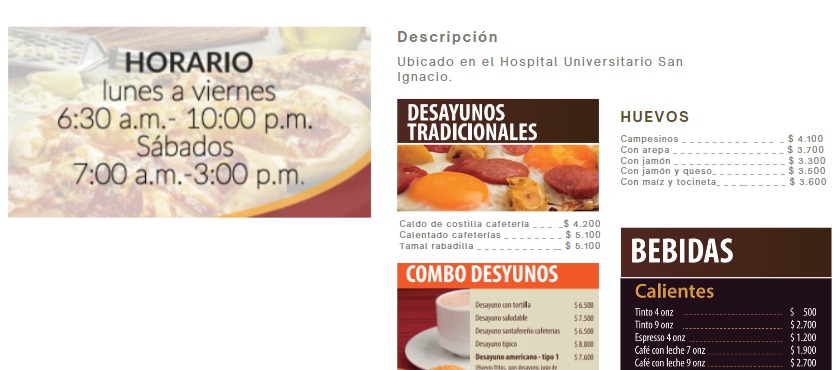 HORARIO
lunes a viernes
6:30 a.m.- 10:00 p.m.
Sábados
7:00 a.m.-3:00 p.m.
Descripción
Ubicado en el Hospital Universitario San
Ignacio.
DESAYUNOS
TRADICIONALES
Caldo de costilla cafetería $ 4.200
Calentado cafeterías $ 5.100
Tamal rabadilla $ 5.100
COMBO DESYUNOS
Desayuno con tortilla $ 6.500
Desayuno saludable $ 7.500
Desayuno santafereño cafeterías $ 6.500
Desayuno típico $ 8.800
Desayuno americano - tipo 1 $ 7.600
(Huevos fritos, pan desayuno, jugo de
HUEVOS
Campesinos $ 4.100
Con arepa $ 3.700
Con jamón $ 3.300
Con jamón y queso $ 3.500
Con maíz y tocineta $ 3.600
BEBIDAS
Calientes
Tinto 4 onz $ 500
Tinto 9 onz $ 2.700
Espresso 4 onz $ 1.200
Café con leche 7 onz $ 1.900
Café con leche 9 onz $ 2.700